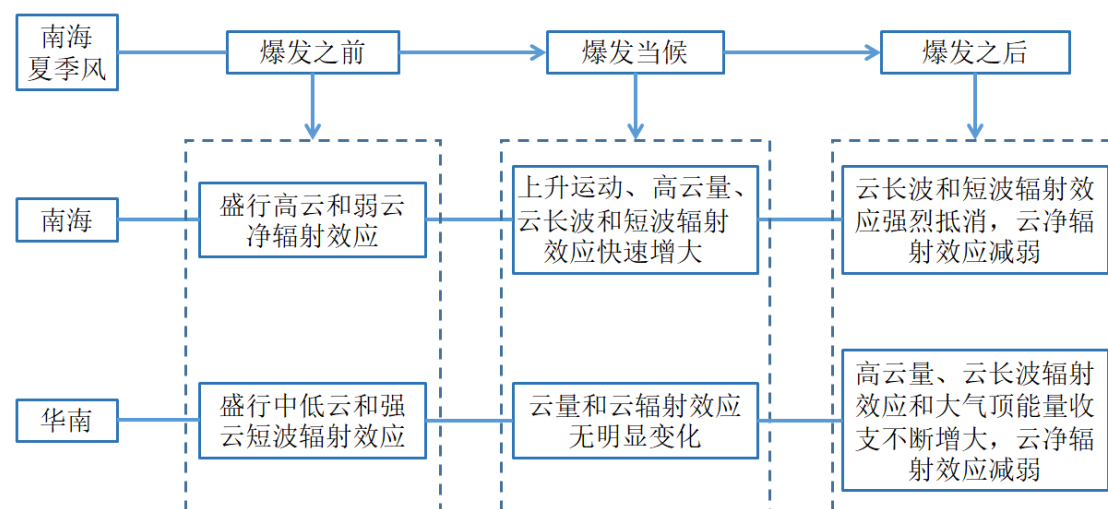 南海
夏季风
爆发之前
爆发当候
爆发之后
南海
盛行高云和弱云
净辐射效应
上升运动、高云量、
云长波和短波辐射
效应快速增大
云长波和短波辐射效
应强烈抵消，云净辐
射效应减弱
华南
盛行中低云和强
云短波辐射效应
云量和云辐射效应
无明显变化
高云量、云长波辐射
效应和大气顶能量收
支不断增大，云净辐
射效应减弱